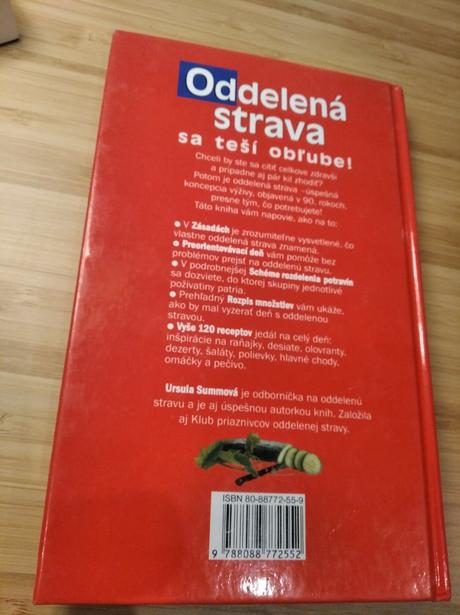 Oddelená
strava
sa teší obľube!
Chceli by ste sa cítiť celkove zdravší
a prípadne aj pár kíl zhodiť?
Potom je oddelená strava -úspešná
koncepcia výživy, objavená v 90. rokoch,
presne tým, čo potrebujete!
Táto kniha vám napovie, ako na to:
● V Zásadách je zrozumiteľne vysvetlené, čo
vlastne oddelená strava znamená.
● Preorientovávací deň vám pomôže bez
problémov prejsť na oddelenú stravu.
● V podrobnejšej Schéme rozdelenia potravín
sa dozviete, do ktorej skupiny jednotlivé
požívatiny patria.
● Prehľadný Rozpis množstiev vám ukáže,
ako by mal vyzerať deň s oddelenou
stravou.
● Vyše 120 receptov jedál na celý deň:
inšpirácie na raňajky, desiate, olovranty,
dezerty, šaláty, polievky, hlavné chody,
omáčky a pečivo.
Ursula Summová je odborníčka na oddelenú
stravu a je aj úspešnou autorkou kníh. Založila
aj Klub priaznivcov oddelenej stravy.
ISBN 80-88772-55-9
9 788088 772552